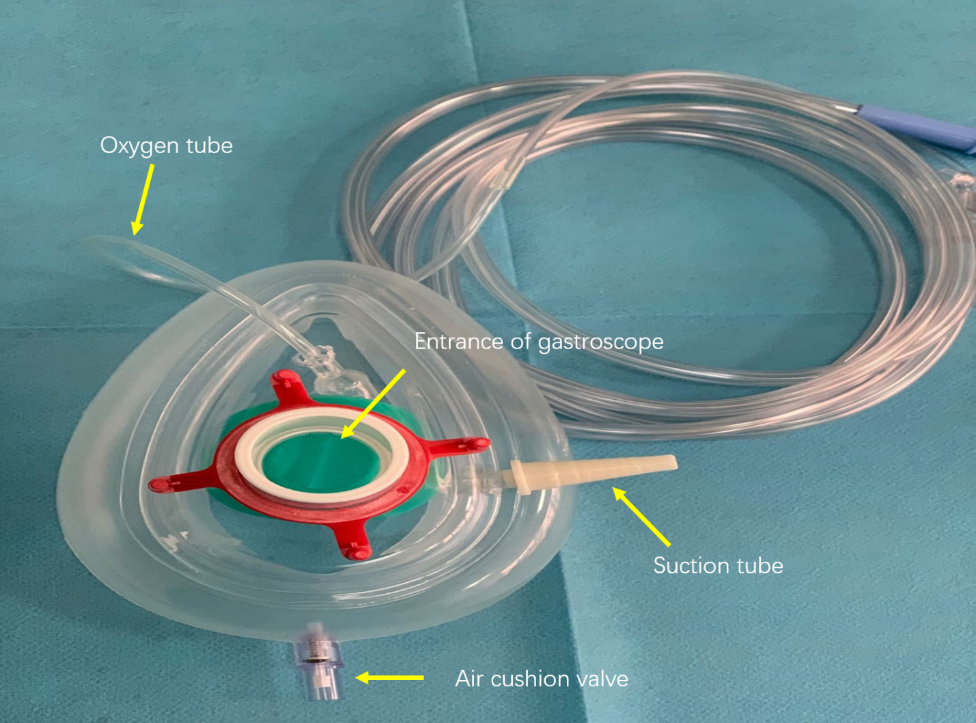 Oxygen tube
Entrance of gastroscope
Suction tube
Air cushion valve